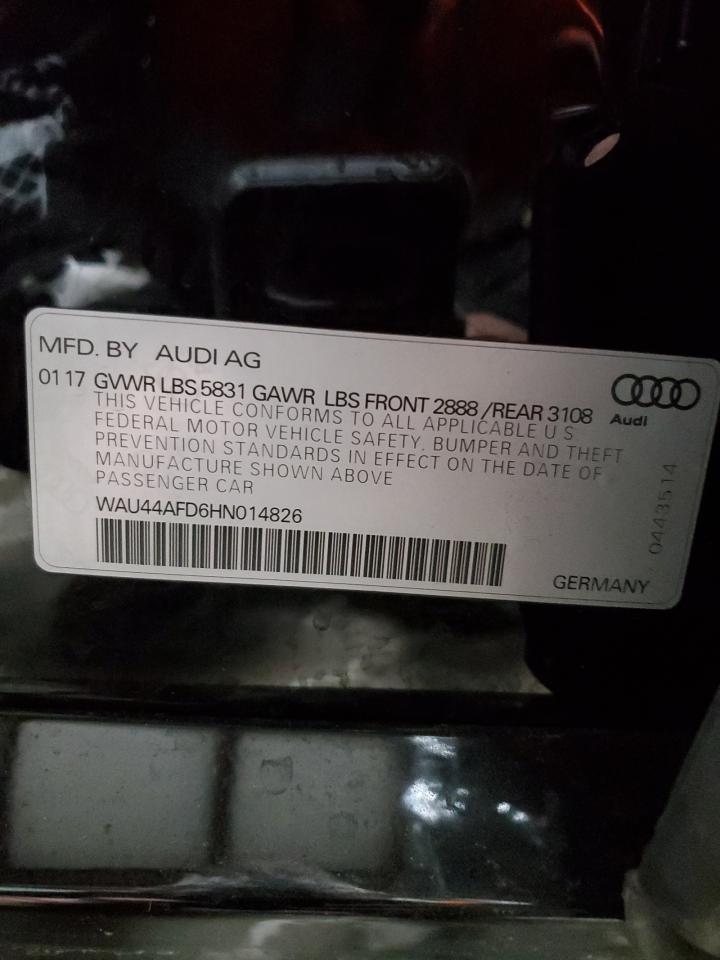 MFD. BY AUDI AG
01 17 GVWR LBS 5831 GAWR LBS FRONT 2888 /REAR 3108
THIS VEHICLE CONFORMS TO ALL APPLICABLE U S
FEDERAL MOTOR VEHICLE SAFETY, BUMPER AND THEFT
PREVENTION STANDARDS IN EFFECT ON THE DATE OF
MANUFACTURE SHOWN ABOVE
PASSENGER CAR
WAU44AFD6HN014826
Audi
0443514
GERMANY